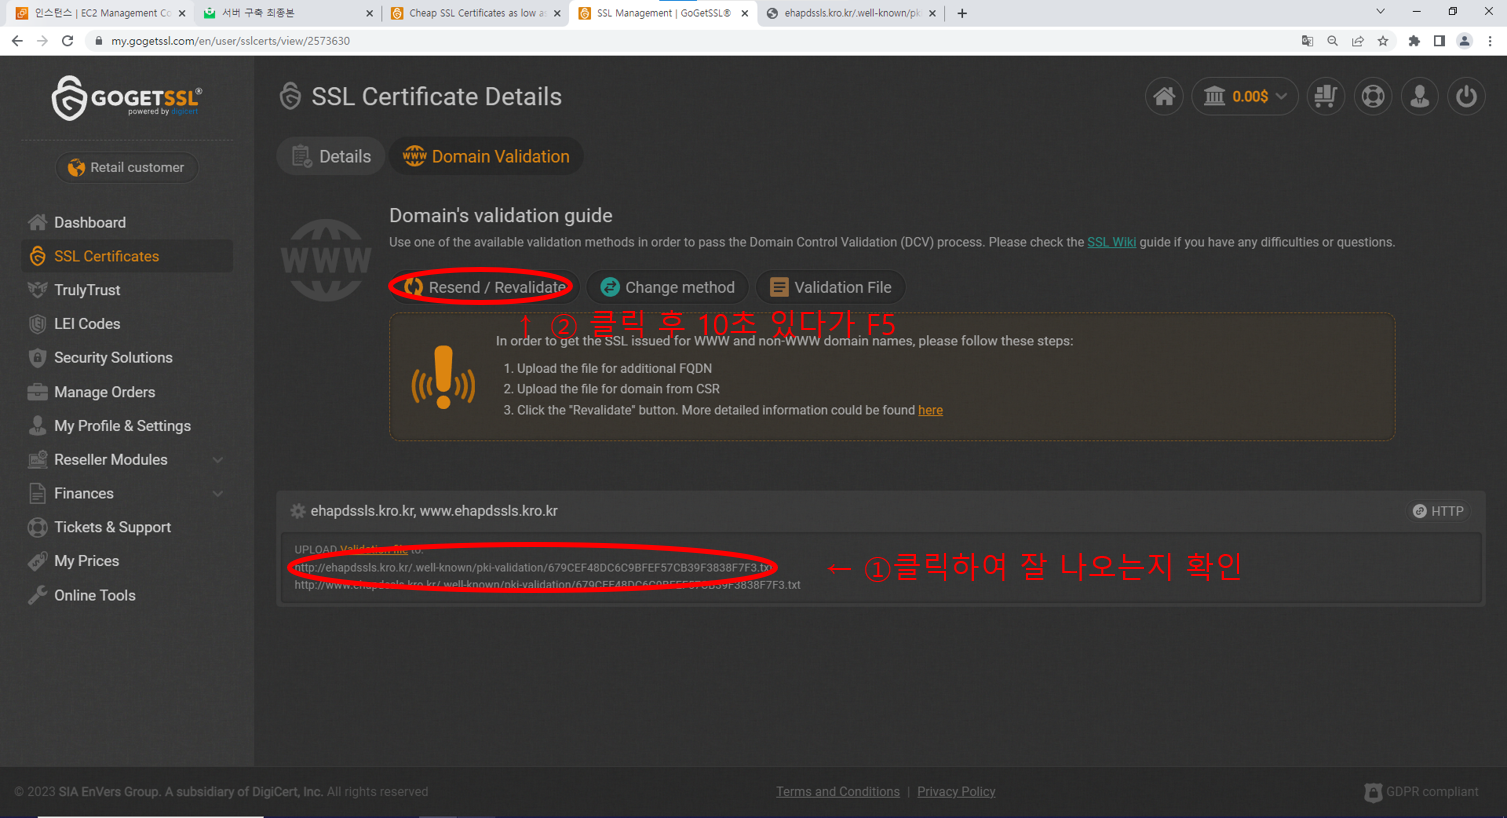 인스턴스 | EC2 Management Co
서버 구축 최종본
Cheap SSL Certificates as low as
SSL Management | GoGetSSL®
ehapdssls.kro.kr/.well-known/pk
my.gogetssl.com/en/user/sslcerts/view/2573630
GOGETSSL®
powered by digicert
SSL Certificate Details
0.00$
Retail customer
Details
WWW Domain Validation
Dashboard
SSL Certificates
TrulyTrust
LEI Codes
Security Solutions
Manage Orders
My Profile & Settings
Reseller Modules
Finances
Tickets & Support
My Prices
Online Tools
WWW
Domain's validation guide
Use one of the available validation methods in order to pass the Domain Control Validation (DCV) process. Please check the SSL Wiki guide if you have any difficulties or questions.
Resend / Revalidate
Change method
Validation File
↑ ② 클릭 후 10초 있다가 F5
In order to get the SSL issued for WWW and non-WWW domain names, please follow these steps:
1. Upload the file for additional FQDN
2. Upload the file for domain from CSR
3. Click the "Revalidate" button. More detailed information could be found here
ehapdssls.kro.kr, www.ehapdssls.kro.kr
HTTP
UPLOAD Validation file to:
http://ehapdssls.kro.kr/.well-known/pki-validation/679CEF48DC6C9BFEF57CB39F3838F7F3.txt
← ①클릭하여 잘 나오는지 확인
http://www.ehapdssls.kro.kr/.well-known/pki-validation/679CEF48DC6C9BFEF57CB39F3838F7F3.txt
© 2023 SIA EnVers Group. A subsidiary of DigiCert, Inc. All rights reserved
Terms and Conditions | Privacy Policy
GDPR compliant